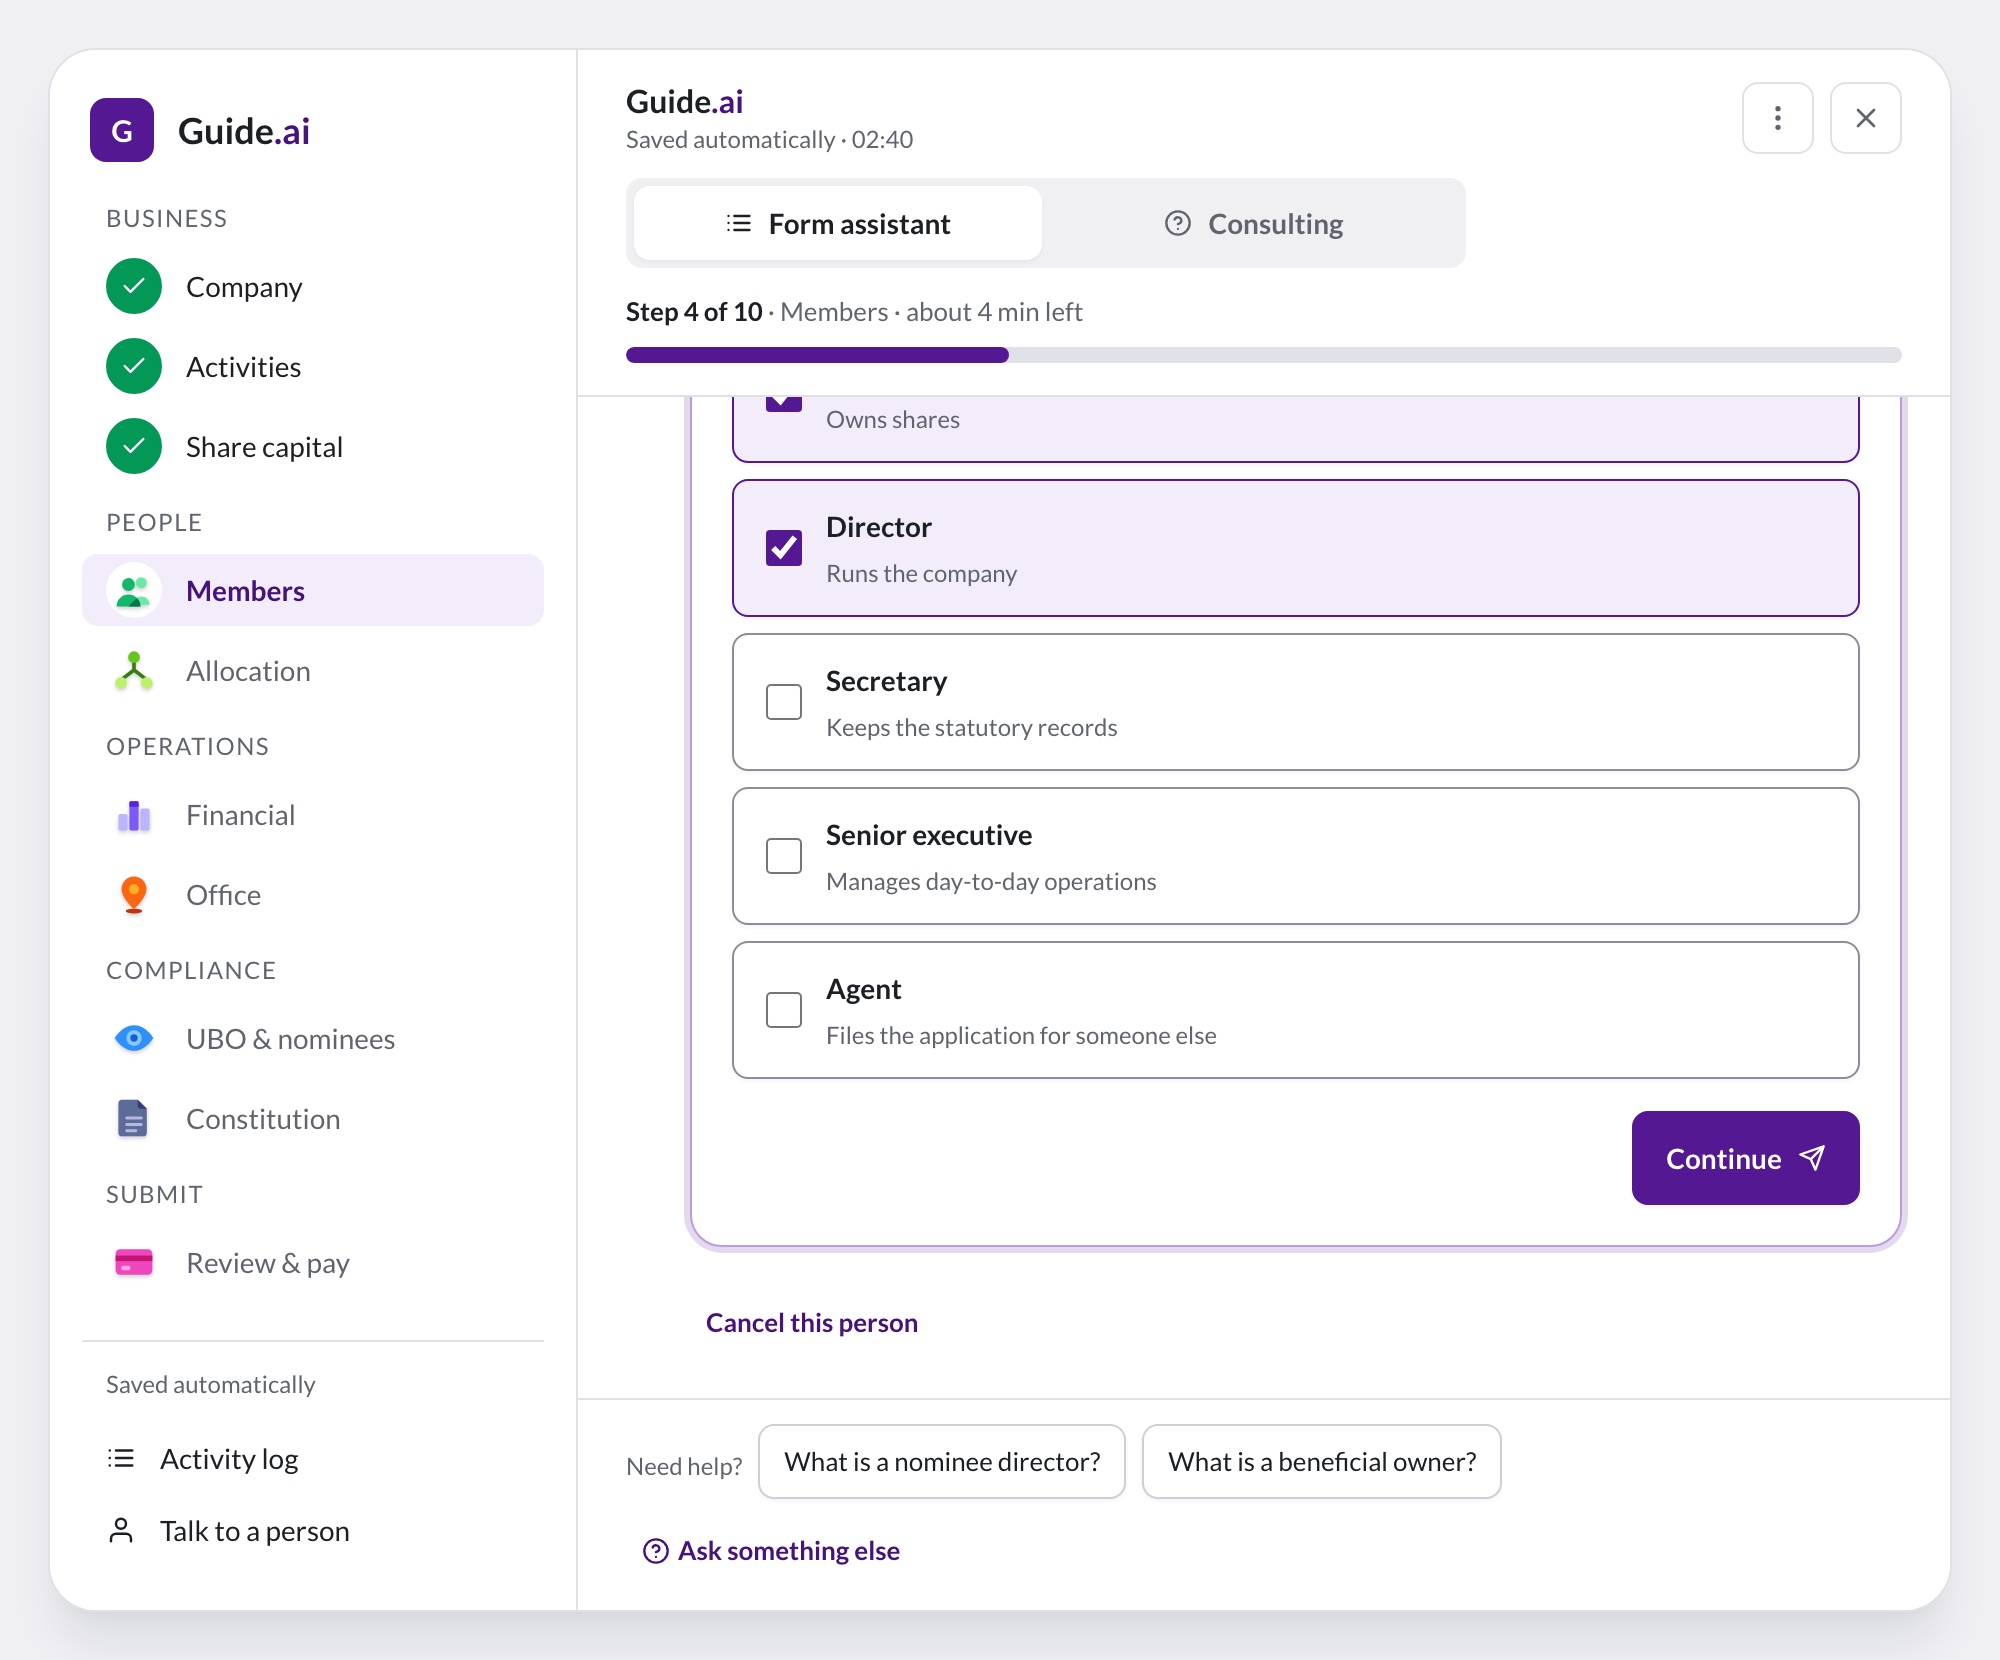 G
Guide.ai
BUSINESS
Company
Activities
Share capital
PEOPLE
Members
Allocation
OPERATIONS
Financial
Office
COMPLIANCE
UBO & nominees
Constitution
SUBMIT
Review & pay
Saved automatically
Activity log
Talk to a person
Guide.ai
Saved automatically · 02:40
Form assistant
Consulting
Step 4 of 10 · Members · about 4 min left
Owns shares
Director
Runs the company
Secretary
Keeps the statutory records
Senior executive
Manages day-to-day operations
Agent
Files the application for someone else
Continue
Cancel this person
Need help?
What is a nominee director?
What is a beneficial owner?
Ask something else